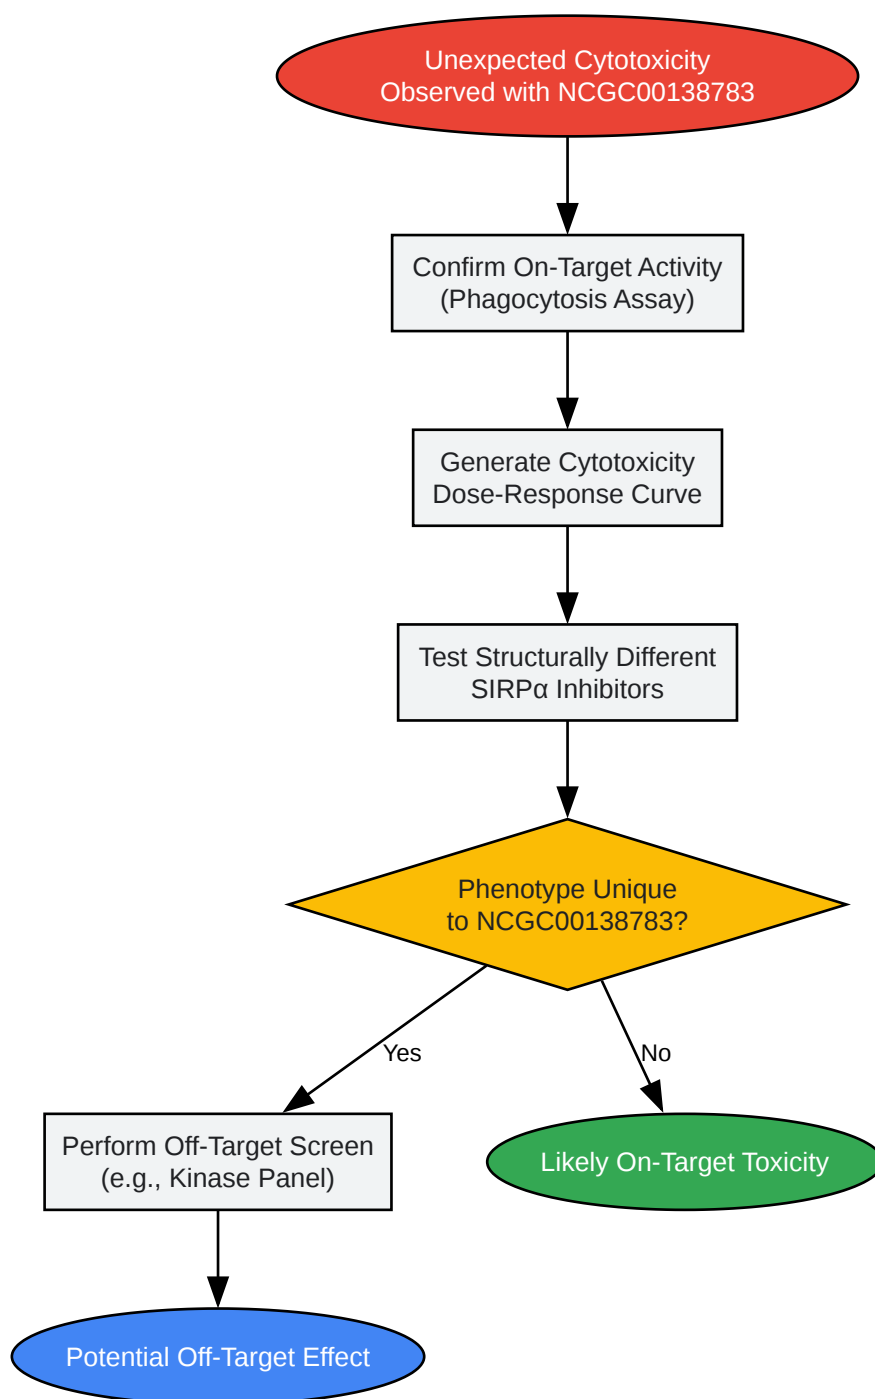 Unexpected Cytotoxicity
Observed with NCGC00138783
Confirm On-Target Activity
(Phagocytosis Assay)
Generate Cytotoxicity
Dose-Response Curve
Test Structurally Different
SIRPα Inhibitors
Phenotype Unique
to NCGC00138783?
Yes
No
Perform Off-Target Screen
(e.g., Kinase Panel)
Likely On-Target Toxicity
Potential Off-Target Effect